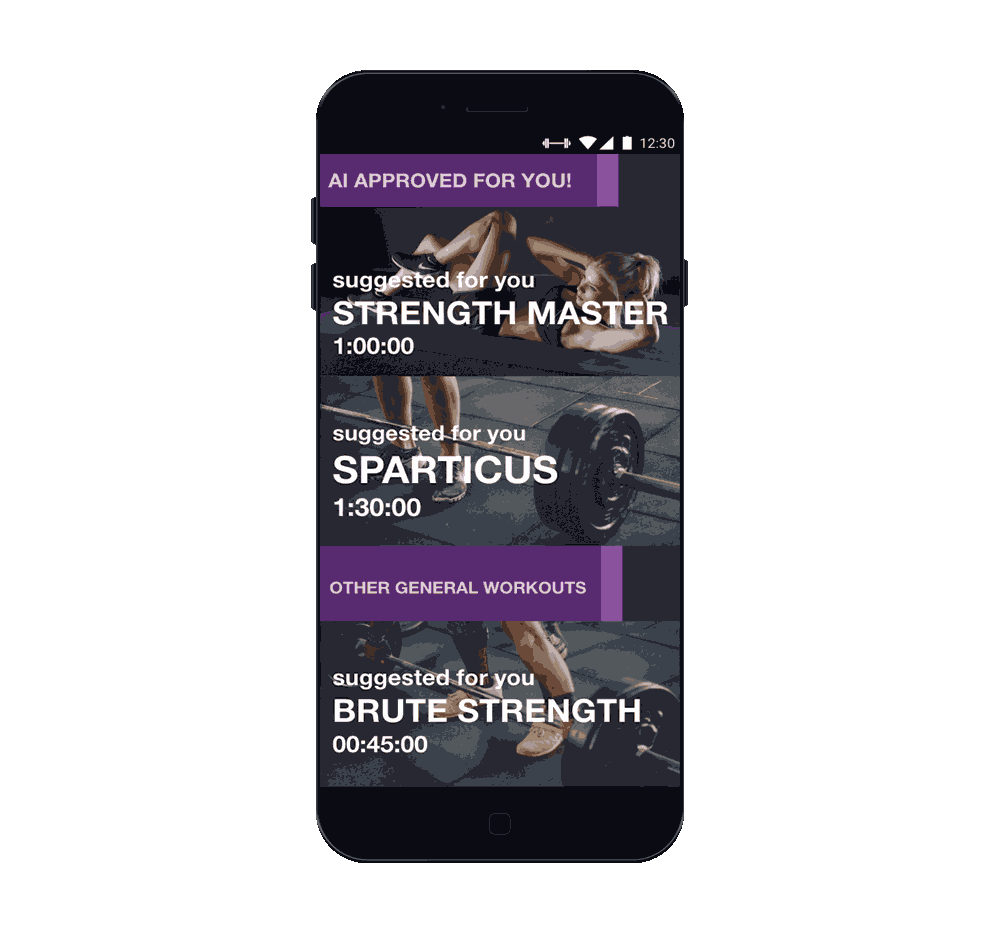 12:30
AI APPROVED FOR YOU!
suggested for you
STRENGTH MASTER
1:00:00
suggested for you
SPARTICUS
1:30:00
OTHER GENERAL WORKOUTS
suggested for you
BRUTE STRENGTH
00:45:00